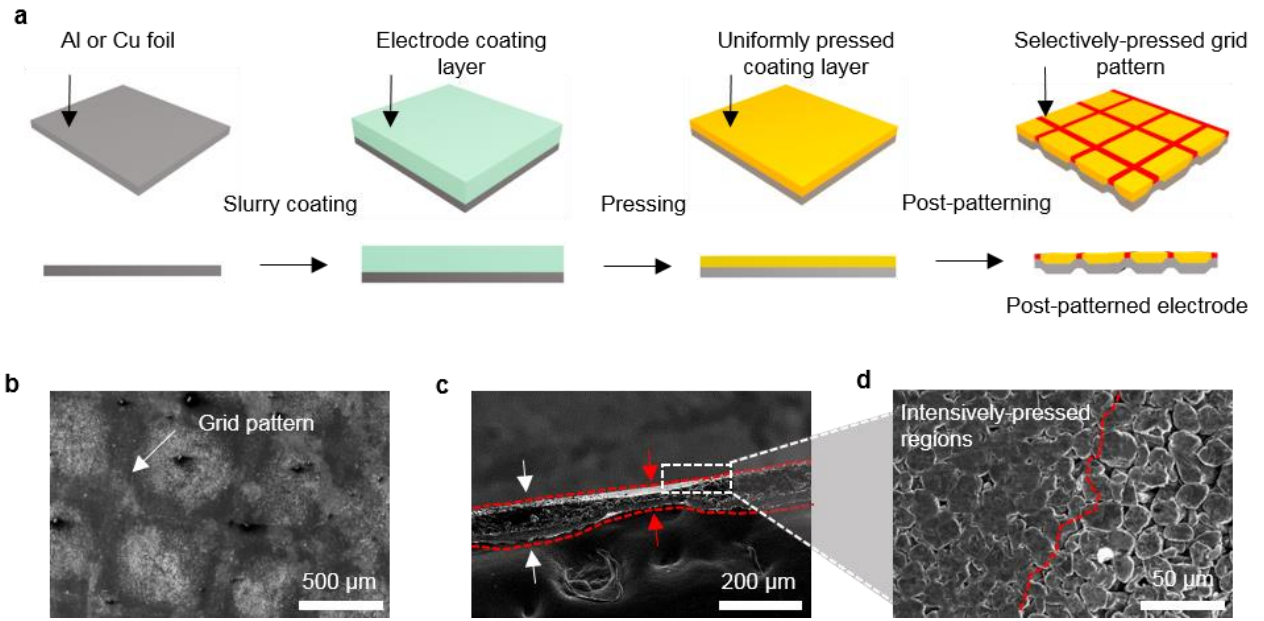 a
Al or Cu foil
Electrode coating
layer
Uniformly pressed
coating layer
Selectively-pressed grid
pattern
Slurry coating
Pressing
Post-patterning
Post-patterned electrode
b
Grid pattern
500 μm
c
200 μm
d
Intensively-pressed
regions
50 μm